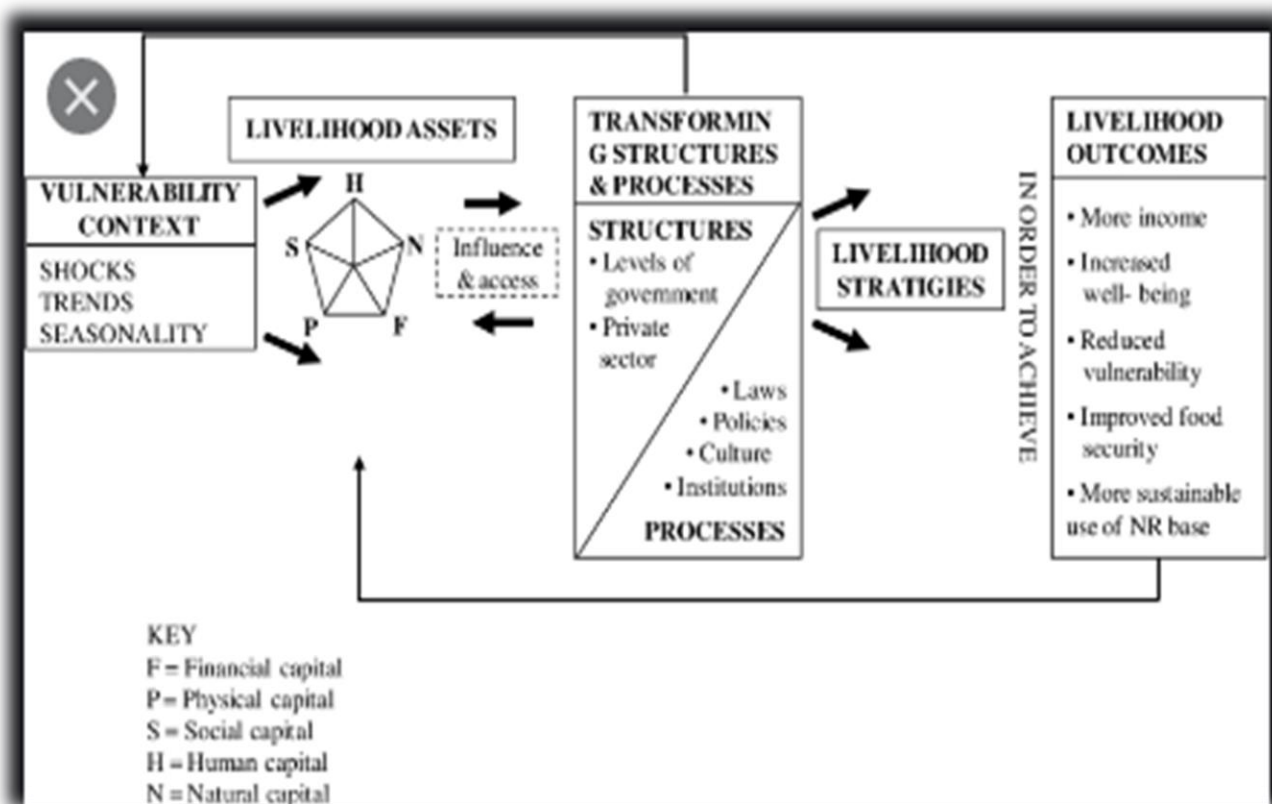 LIVELIHOOD ASSETS
VULNERABILITY
CONTEXT
SHOCKS
TRENDS
SEASONALITY
H
S
N
P
F
Influence
& access
TRANSFORMIN
G STRUCTURES
& PROCESSES
STRUCTURES
• Levels of
government
• Private
sector
• Laws
• Policies
• Culture
• Institutions
PROCESSES
LIVELIHOOD
STRATIGIES
IN ORDER TO ACHIEVE
LIVELIHOOD
OUTCOMES
• More income
• Increased
well- being
• Reduced
vulnerability
• Improved food
security
• More sustainable
use of NR base
KEY
F = Financial capital
P = Physical capital
S = Social capital
H = Human capital
N = Natural capital